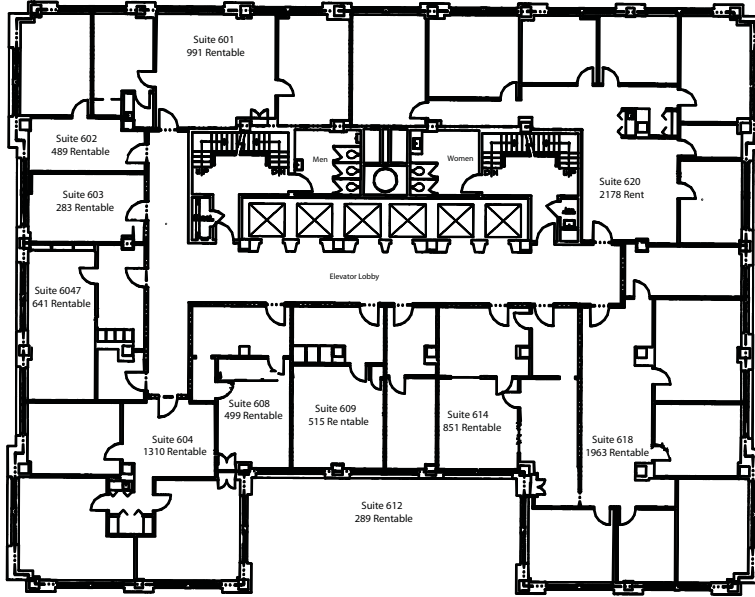 Suite 601
991 Rentable
Suite 602
489 Rentable
Men
Women
Suite 603
283 Rentable
Suite 620
2178 Rent
Elevator Lobby
Suite 6047
641 Rentable
Suite 608
499 Rentable
Suite 609
515 Re ntable
Suite 614
851 Rentable
Suite 604
1310 Rentable
Suite 618
1963 Rentable
Suite 612
289 Rentable